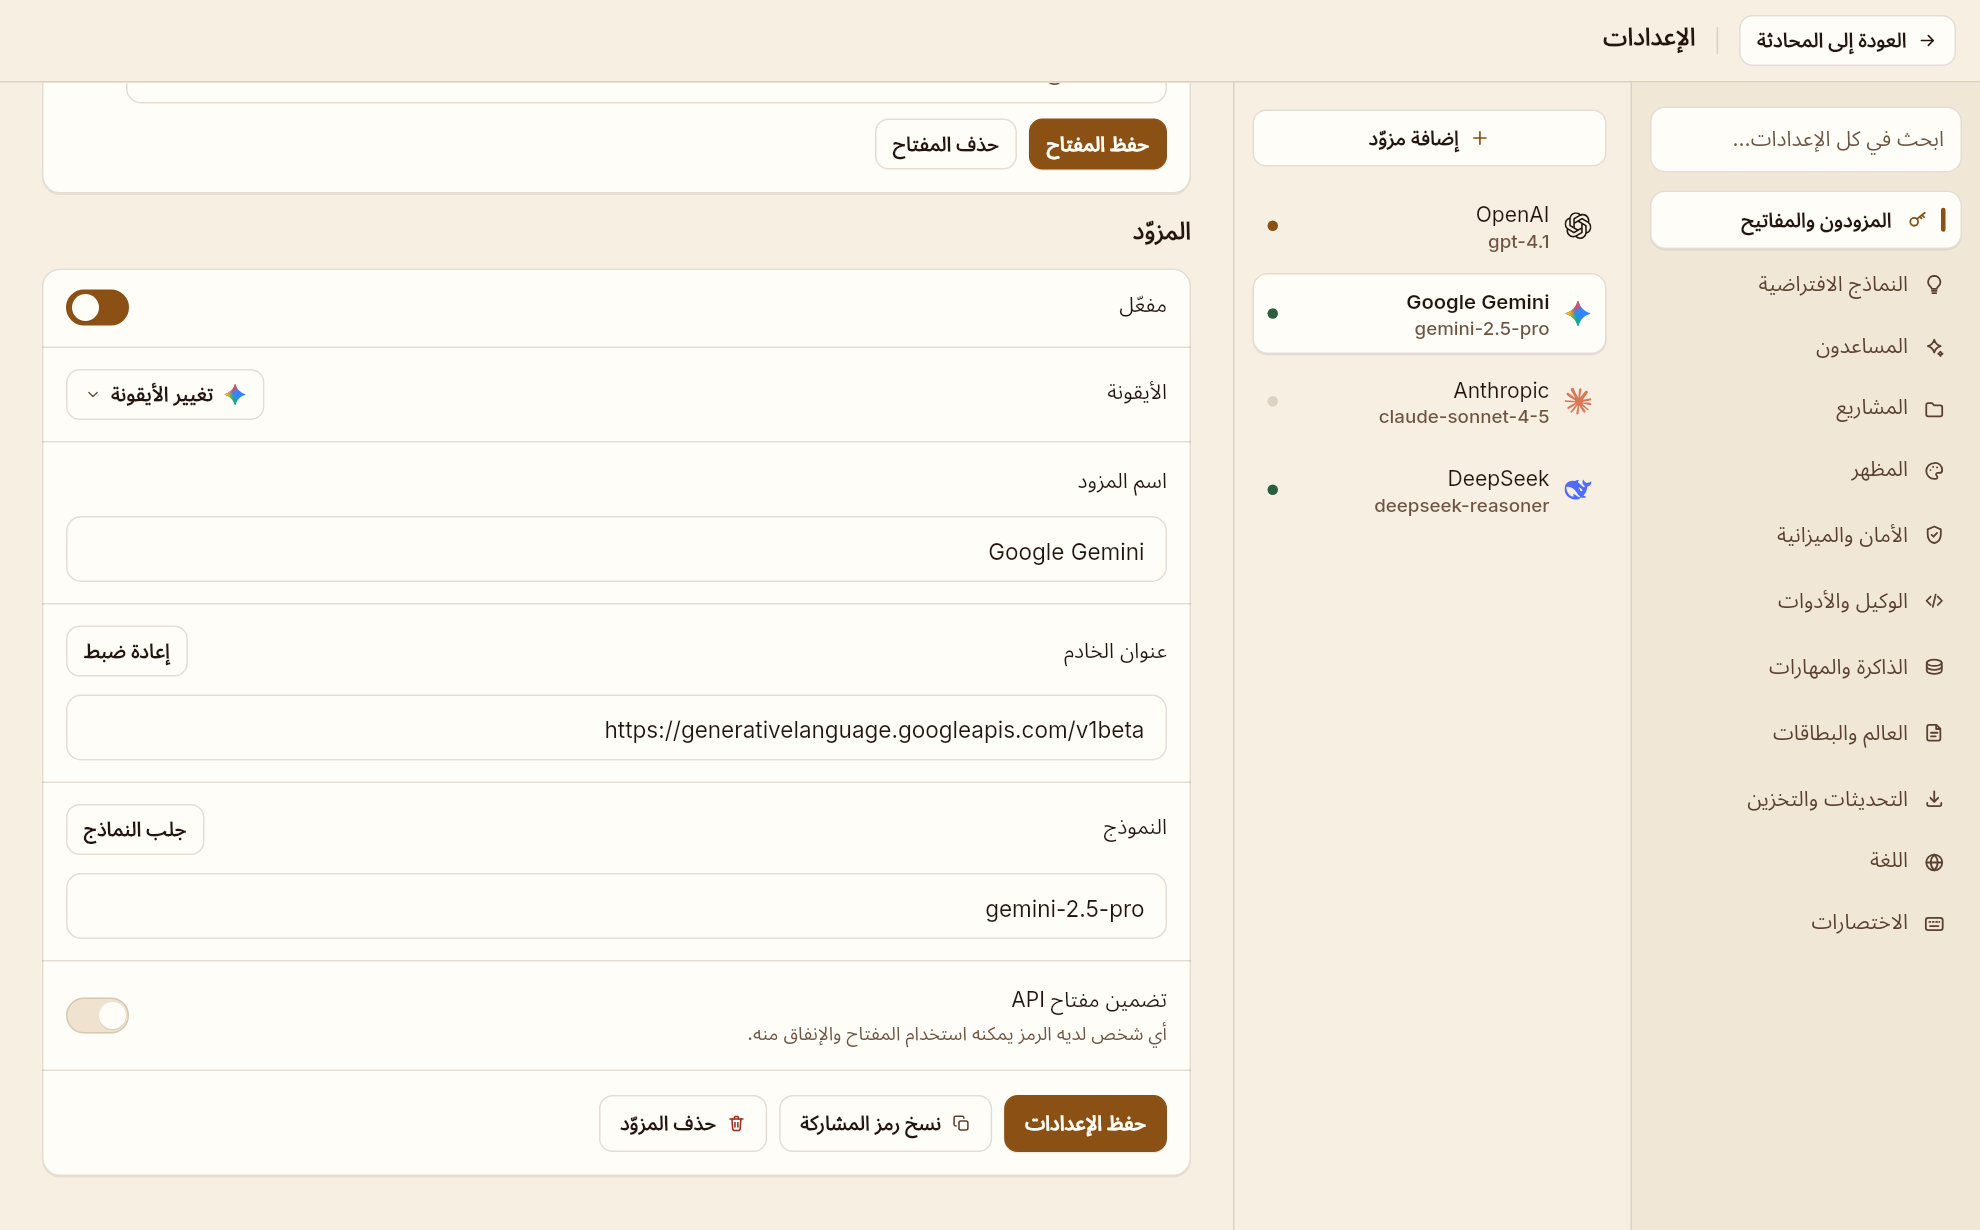 العودة إلى المحادثة
الإعدادات
ابحث في كل الإعدادات...
المزودون والمفاتيح
النماذج الافتراضية
المساعدون
المشاريع
المظهر
الأمان والميزانية
الوكيل والأدوات
الذاكرة والمهارات
العالم والبطاقات
التحديثات والتخزين
اللغة
الاختصارات
إضافة مزوّد
OpenAI
gpt-4.1
Google Gemini
gemini-2.5-pro
Anthropic
claude-sonnet-4-5
DeepSeek
deepseek-reasoner
حفظ المفتاح
حذف المفتاح
المزوّد
مفعّل
الأيقونة
تغيير الأيقونة
اسم المزود
Google Gemini
عنوان الخادم
إعادة ضبط
https://generativelanguage.googleapis.com/v1beta
النموذج
جلب النماذج
gemini-2.5-pro
تضمين مفتاح API
أي شخص لديه الرمز يمكنه استخدام المفتاح والإنفاق منه.
حفظ الإعدادات
نسخ رمز المشاركة
حذف المزوّد